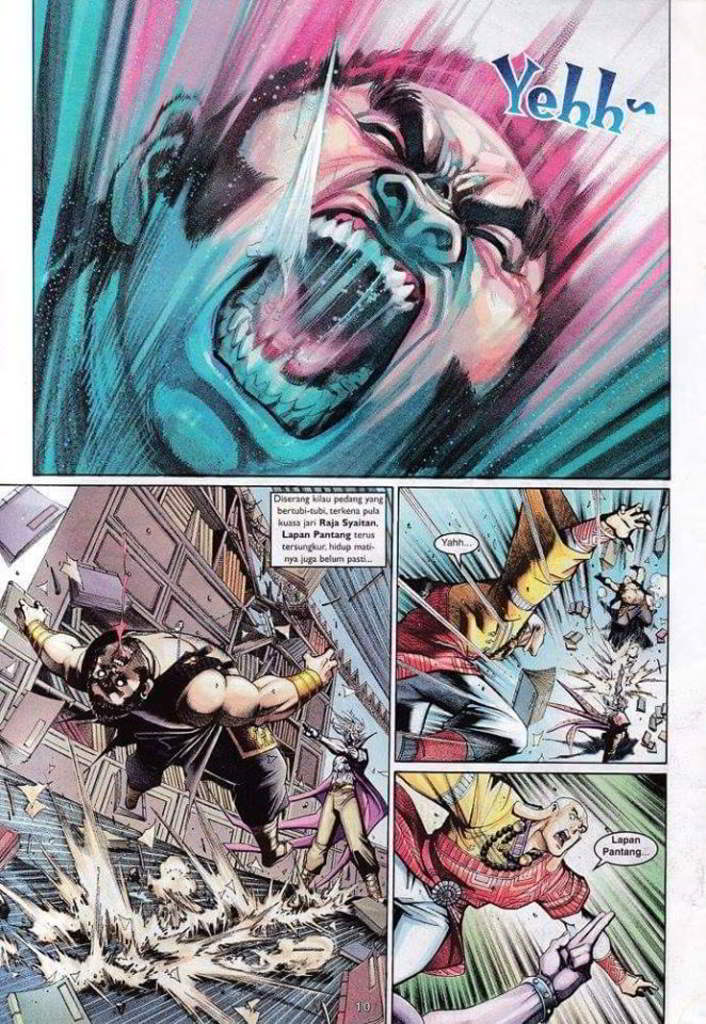 Yehh~
Diserang kilau pedang yang
bertubi-tubi, terkena pula
kuasa jari Raja Syaitan,
Lapan Pantang terus
tersungkur, hidup mati-
nya juga belum pasti...
Yahh...
Lapan
Pantang...
10